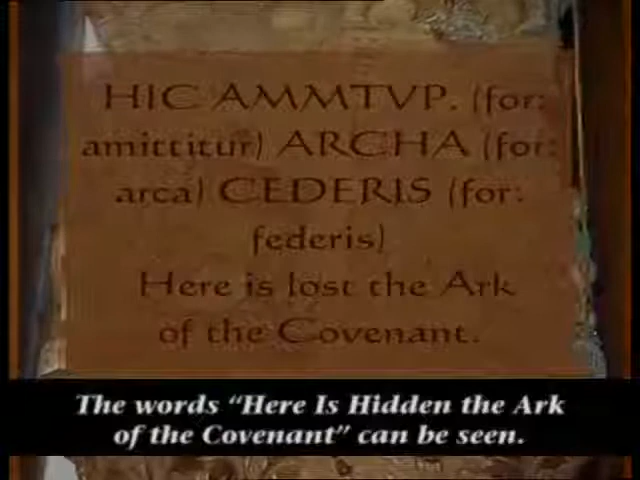 HIC AMMTVP. (for:
amittitur) ARCHA (for:
arca) CEDERIS (for:
federis)
Here is lost the Ark
of the Covenant.
The words “Here Is Hidden the Ark
of the Covenant” can be seen.